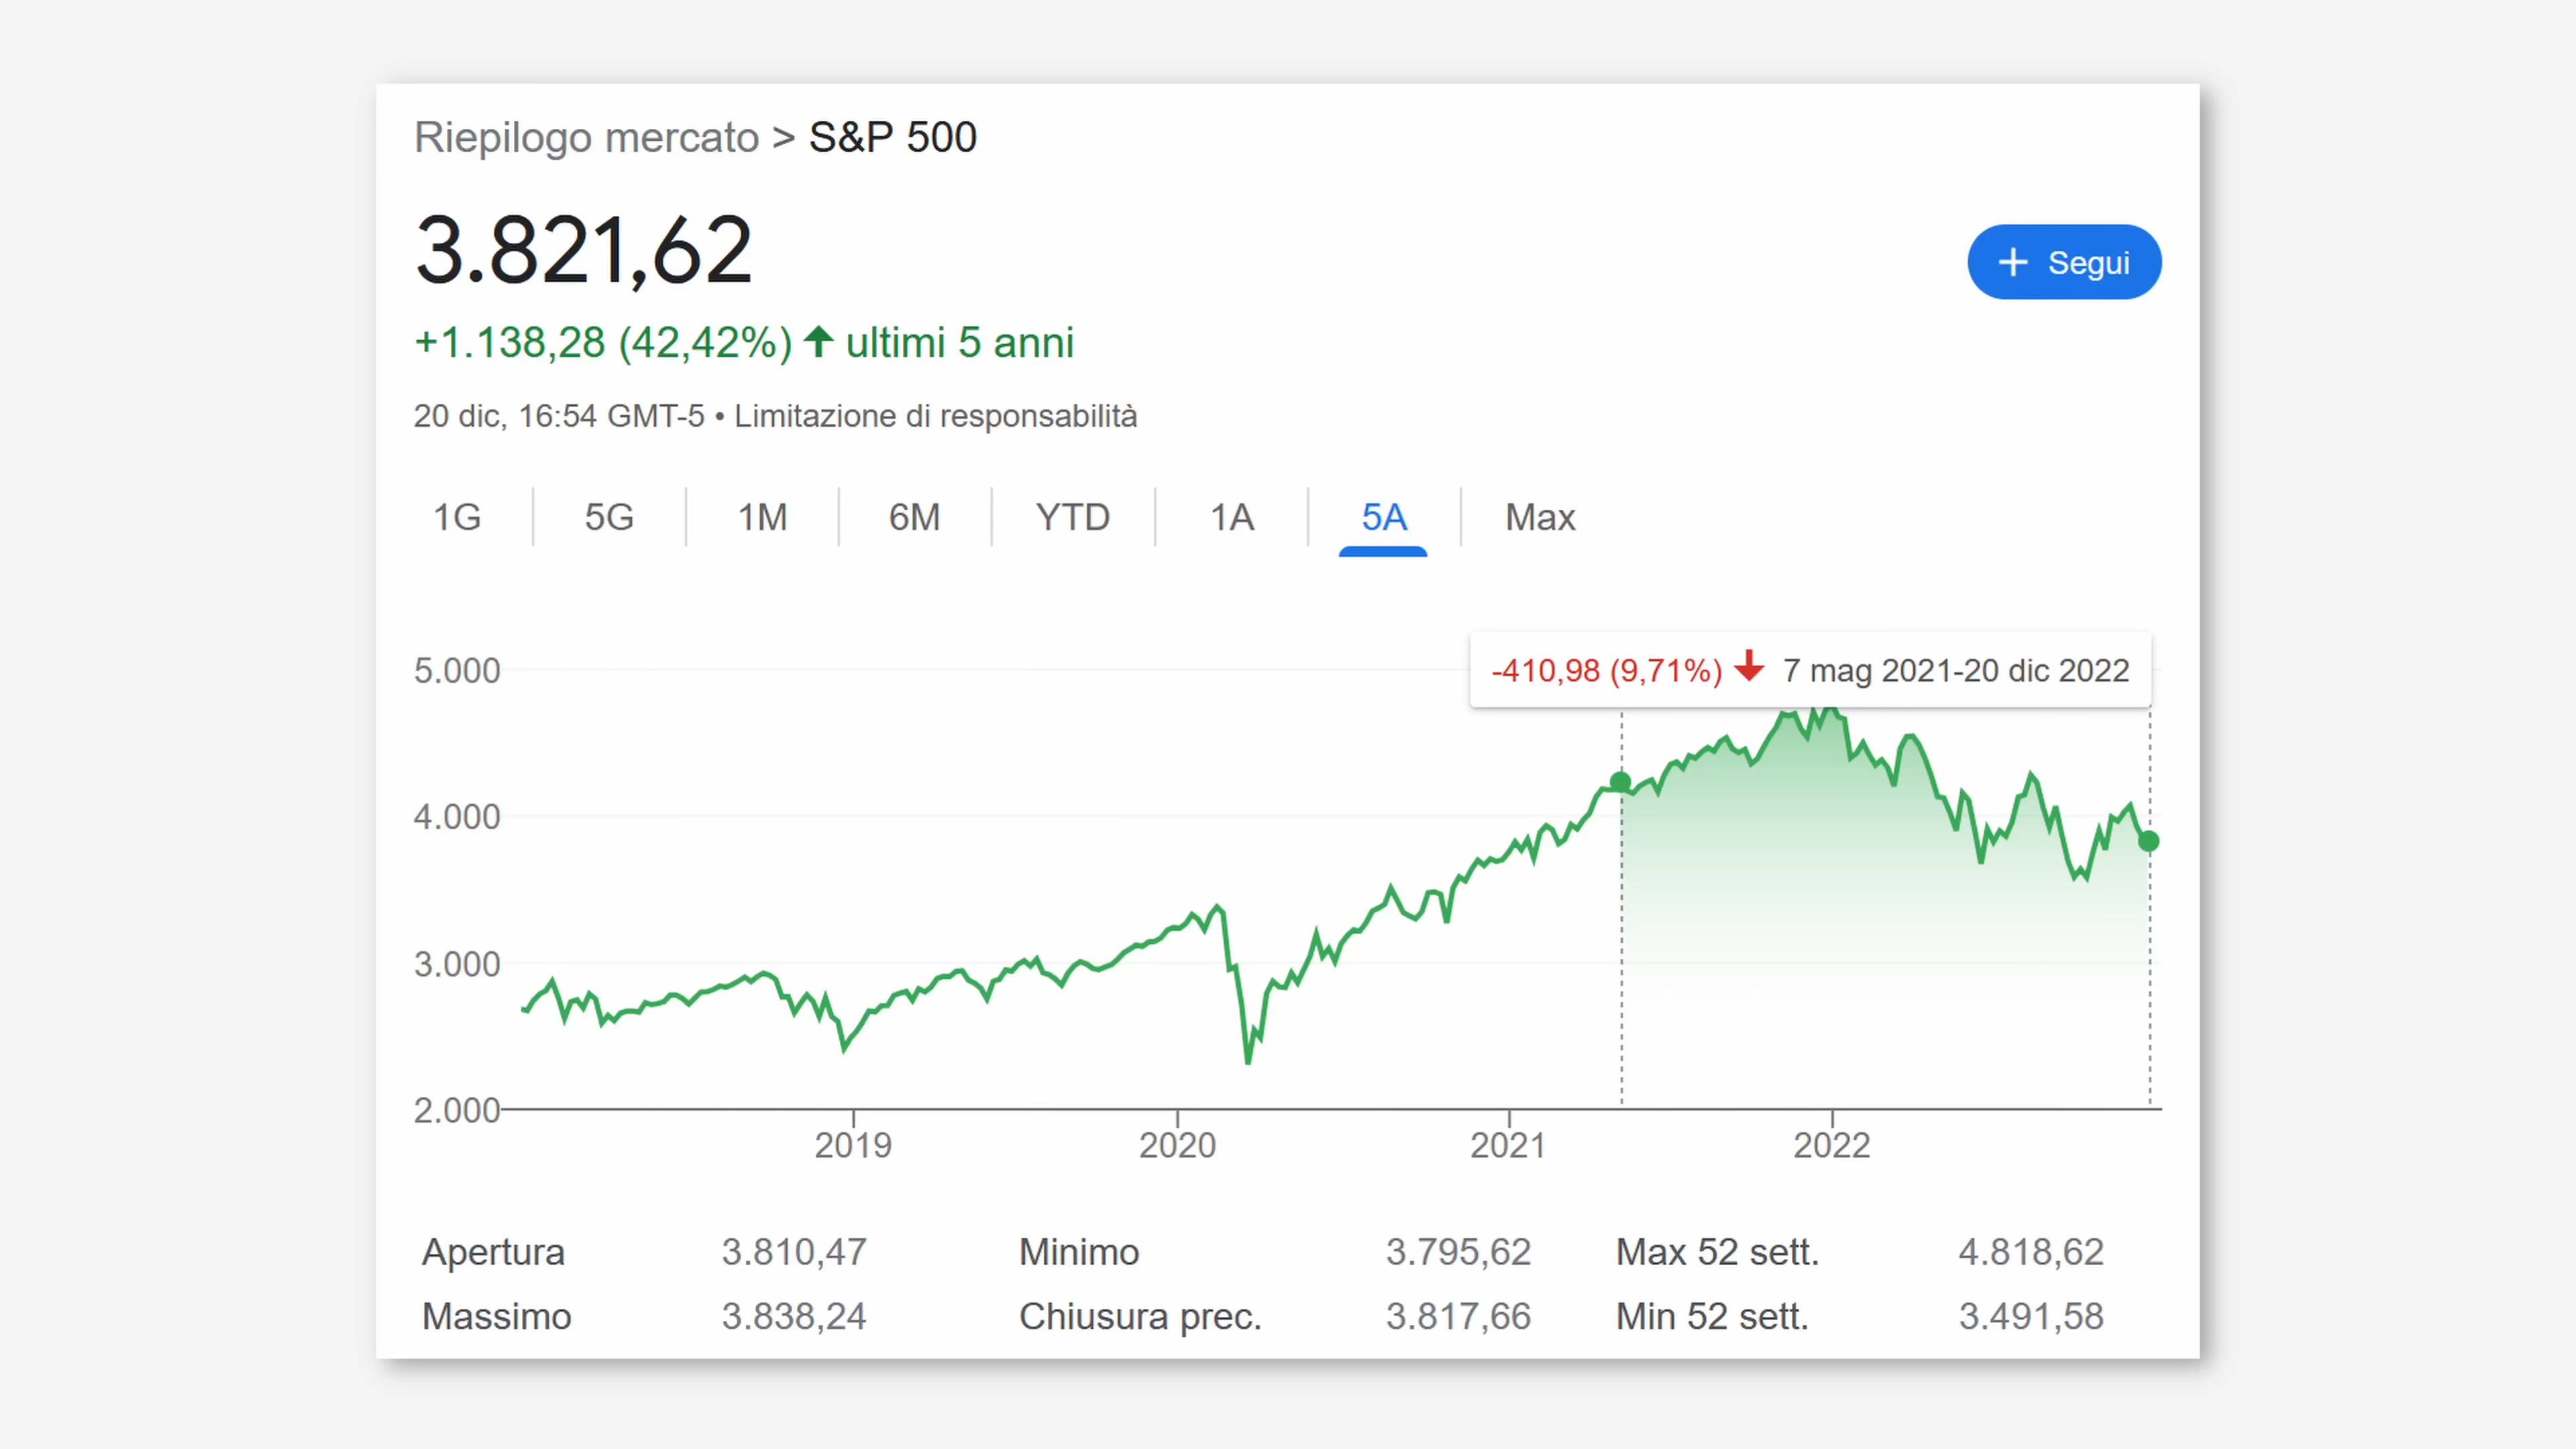 Riepilogo mercato > S&P 500
3.821,62
+ Segui
+1.138,28 (42,42%) ↑ ultimi 5 anni
20 dic, 16:54 GMT-5 • Limitazione di responsabilità
1G 5G 1M 6M YTD 1A 5A Max
-410,98 (9,71%) ↓ 7 mag 2021-20 dic 2022
5.000
4.000
3.000
2.000
2019 2020 2021 2022
Apertura 3.810,47 Minimo 3.795,62 Max 52 sett. 4.818,62
Massimo 3.838,24 Chiusura prec. 3.817,66 Min 52 sett. 3.491,58